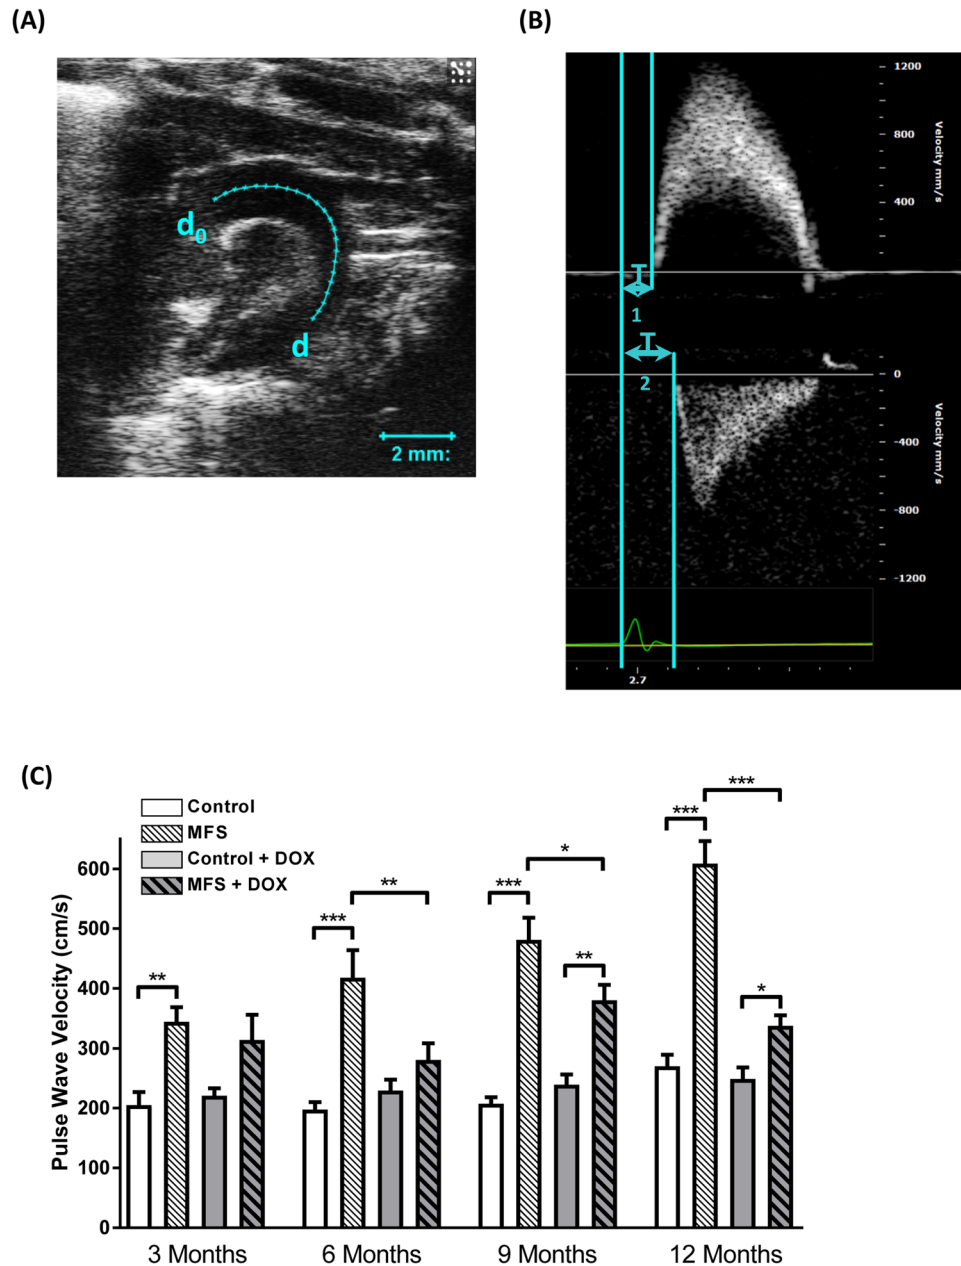 (A)
d0
d
2 mm:
(B)
1200
800
400
Velocity mm/s
T
1
T
2
0
-400
-800
-1200
Velocity mm/s
2.7
(C)
Control
MFS
Control + DOX
MFS + DOX
Pulse Wave Velocity (cm/s)
600
500
400
300
200
100
0
**
***
**
***
*
**
***
***
*
3 Months
6 Months
9 Months
12 Months